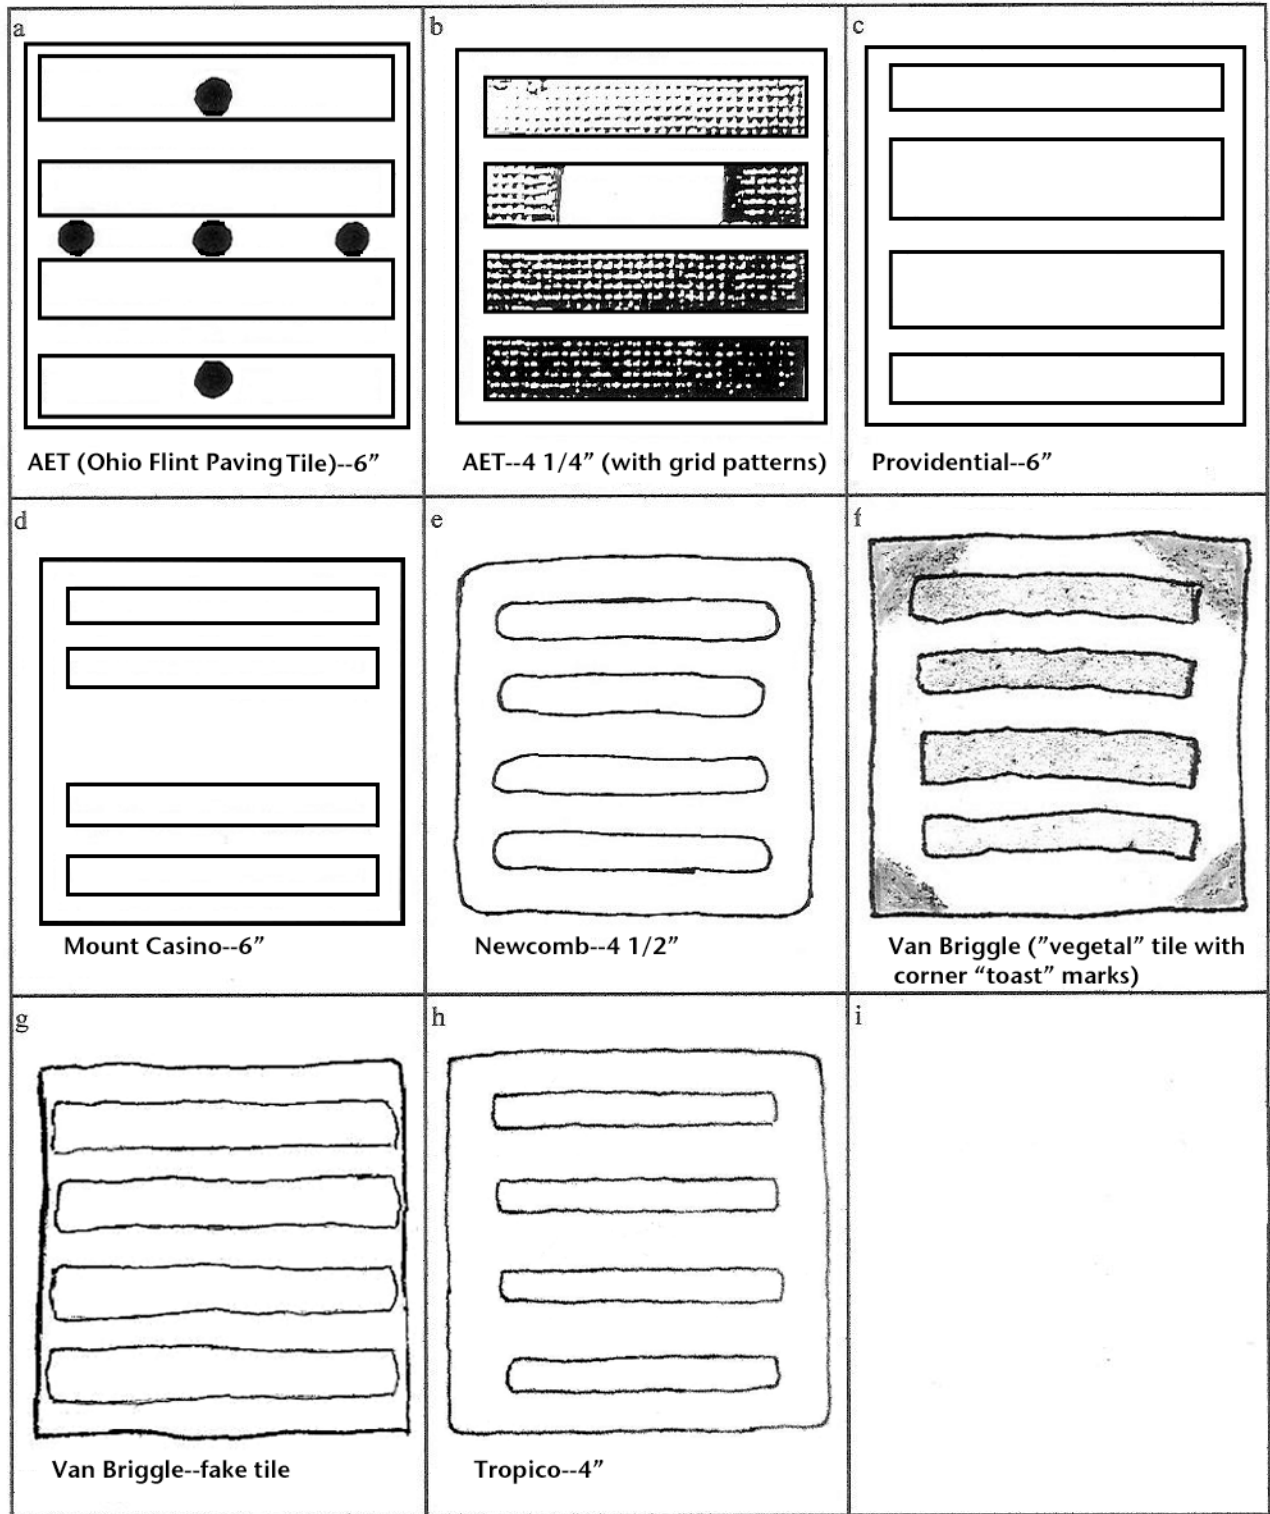 a
AET (Ohio Flint Paving Tile)--6”
b
AET--4 1/4” (with grid patterns)
c
Providential--6”
d
Mount Casino--6”
e
Newcomb--4 1/2”
f
Van Briggle (”vegetal” tile with
corner “toast” marks)
g
Van Briggle--fake tile
h
Tropico--4”
i